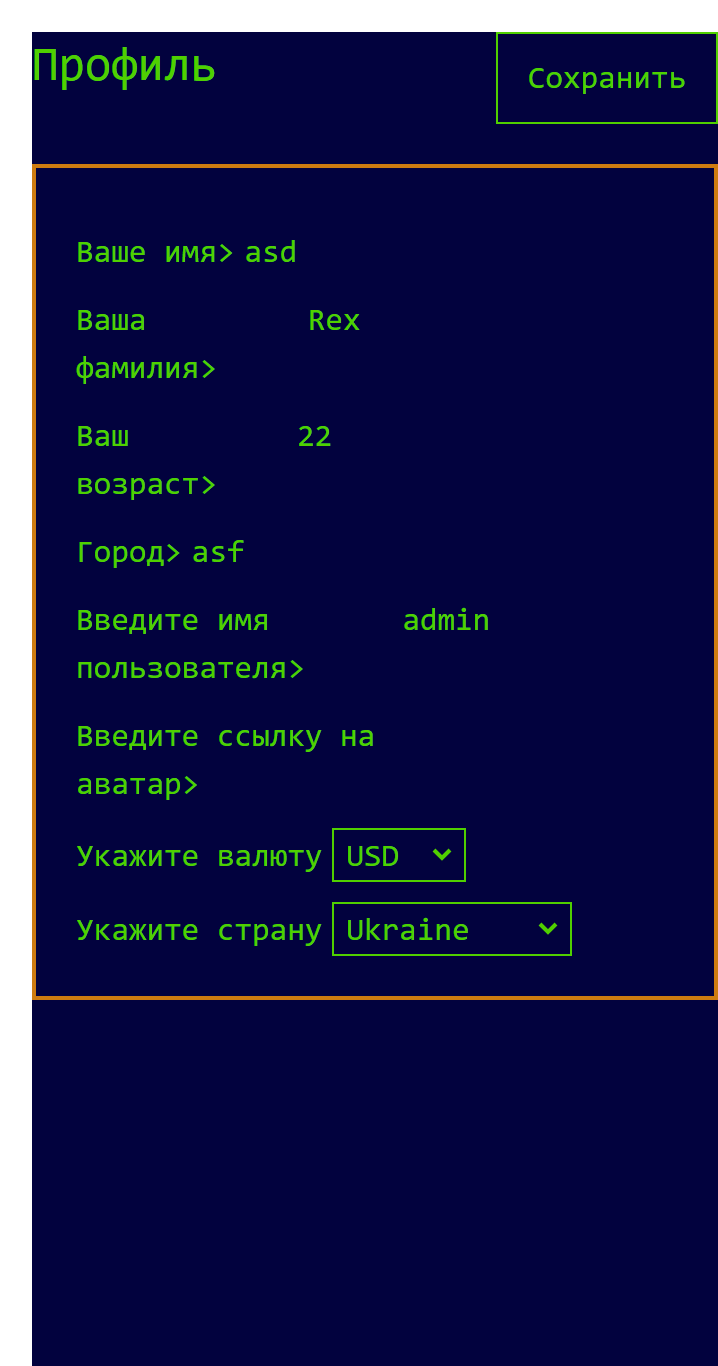 Профиль
Сохранить
Ваше имя> asd
Ваша Rex
фамилия>
Ваш 22
возраст>
Город> asf
Введите имя admin
пользователя>
Введите ссылку на
аватар>
Укажите валюту USD
Укажите страну Ukraine